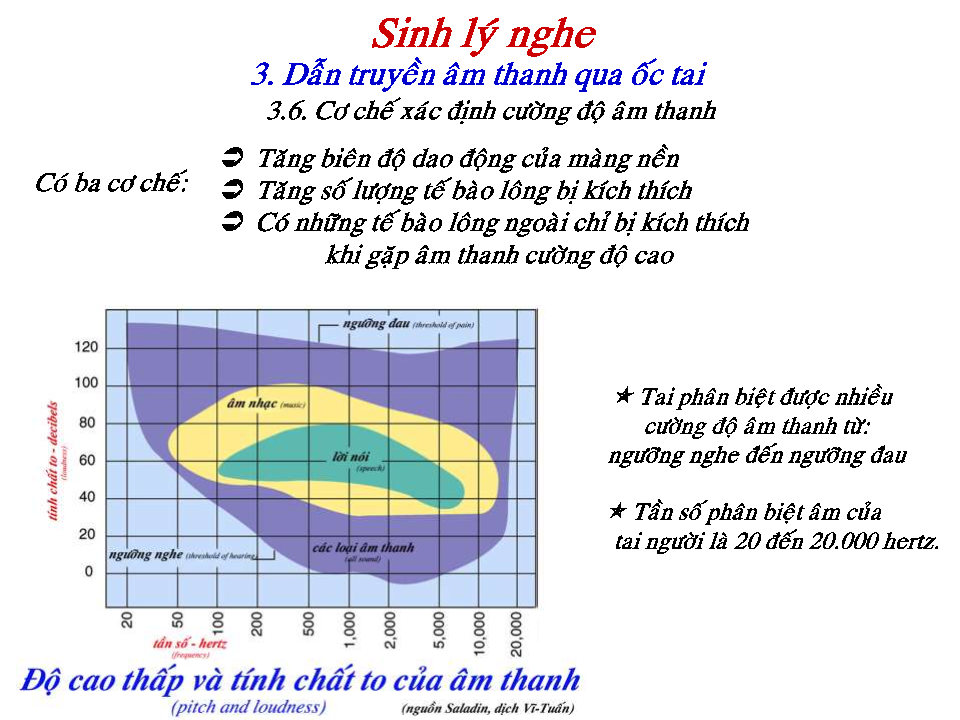 Sinh lý nghe
3. Dẫn truyền âm thanh qua ốc tai
3.6. Cơ chế xác định cường độ âm thanh
Có ba cơ chế:
➲ Tăng biên độ dao động của màng nền
➲ Tăng số lượng tế bào lông bị kích thích
➲ Có những tế bào lông ngoài chỉ bị kích thích
khi gặp âm thanh cường độ cao
ngưỡng đau (threshold of pain)
120
100
80
60
40
20
0
tính chất to - decibels
(loudness)
âm nhạc (music)
lời nói
(speech)
ngưỡng nghe (threshold of hearing)
các loại âm thanh
(all sound)
20
50
100
200
500
1,000
2,000
5,000
10,000
20,000
tần số - hertz
(frequency)
★ Tai phân biệt được nhiều
cường độ âm thanh từ:
ngưỡng nghe đến ngưỡng đau
★ Tần số phân biệt âm của
tai người là 20 đến 20.000 hertz.
Độ cao thấp và tính chất to của âm thanh
(pitch and loudness)
(nguồn Saladin, dịch Vĩ-Tuấn)